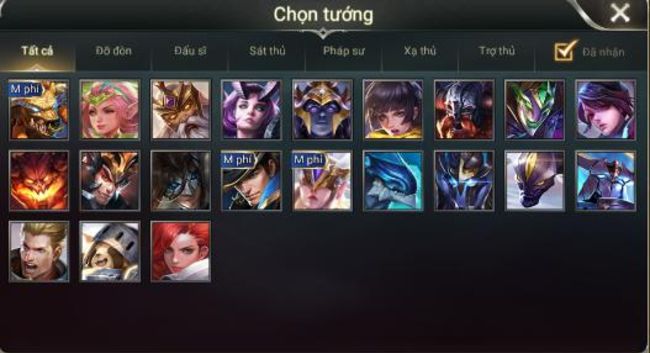 Chọn tướng
Tất cả Đỡ đòn Đấu sĩ Sát thủ Pháp sư Xạ thủ Trợ thủ Đã nhận
M phí
M phí M phí